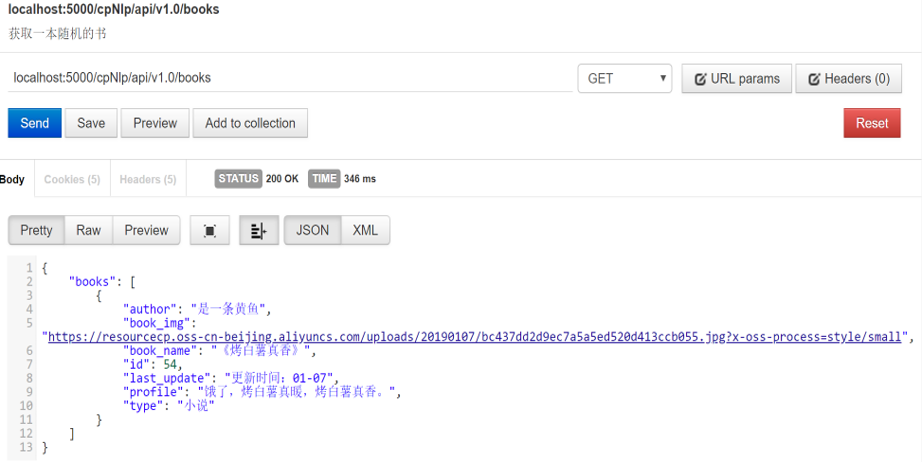 localhost:5000/cpNlp/api/v1.0/books
获取一本随机的书
localhost:5000/cpNlp/api/v1.0/books GET URL params Headers (0)
Send Save Preview Add to collection Reset
Body Cookies (5) Headers (5) STATUS 200 OK TIME 346 ms
Pretty Raw Preview JSON XML
1 {
2 "books": [
3 {
4 "author": "是一条黄鱼",
5 "book_img":
"https://resourcecp.oss-cn-beijing.aliyuncs.com/uploads/20190107/bc437dd2d9ec7a5a5ed520d413ccb055.jpg?x-oss-process=style/small",
6 "book_name": "《烤白薯真香》",
7 "id": 54,
8 "last_update": "更新时间：01-07",
9 "profile": "饿了，烤白薯真暖，烤白薯真香。",
10 "type": "小说"
11 }
12 ]
13 }